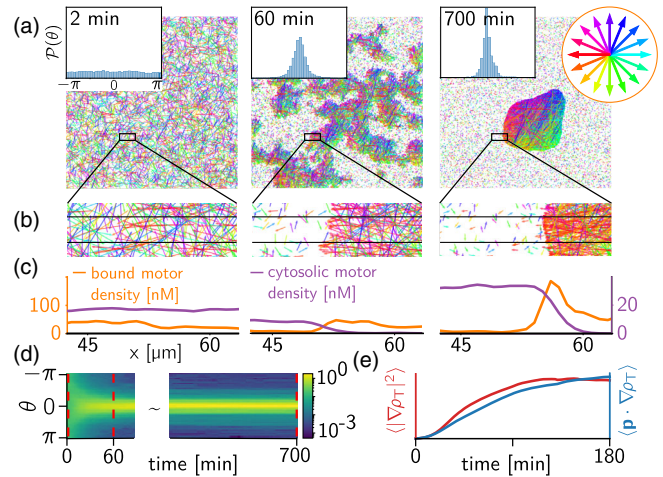 (a)
2 min
60 min
700 min
𝒫(θ)
−π 0 π
(b)
(c)
bound motor
density [nM]
cytosolic motor
density [nM]
100
0
20
0
45 60
45 60
45 60
x [μm]
(d)
−π
θ 0
π
~
10⁰
10⁻³
0 60
700
time [min]
(e)
⟨|∇ρ_T|²⟩
⟨p · ∇ρ_T⟩
0 180
time [min]